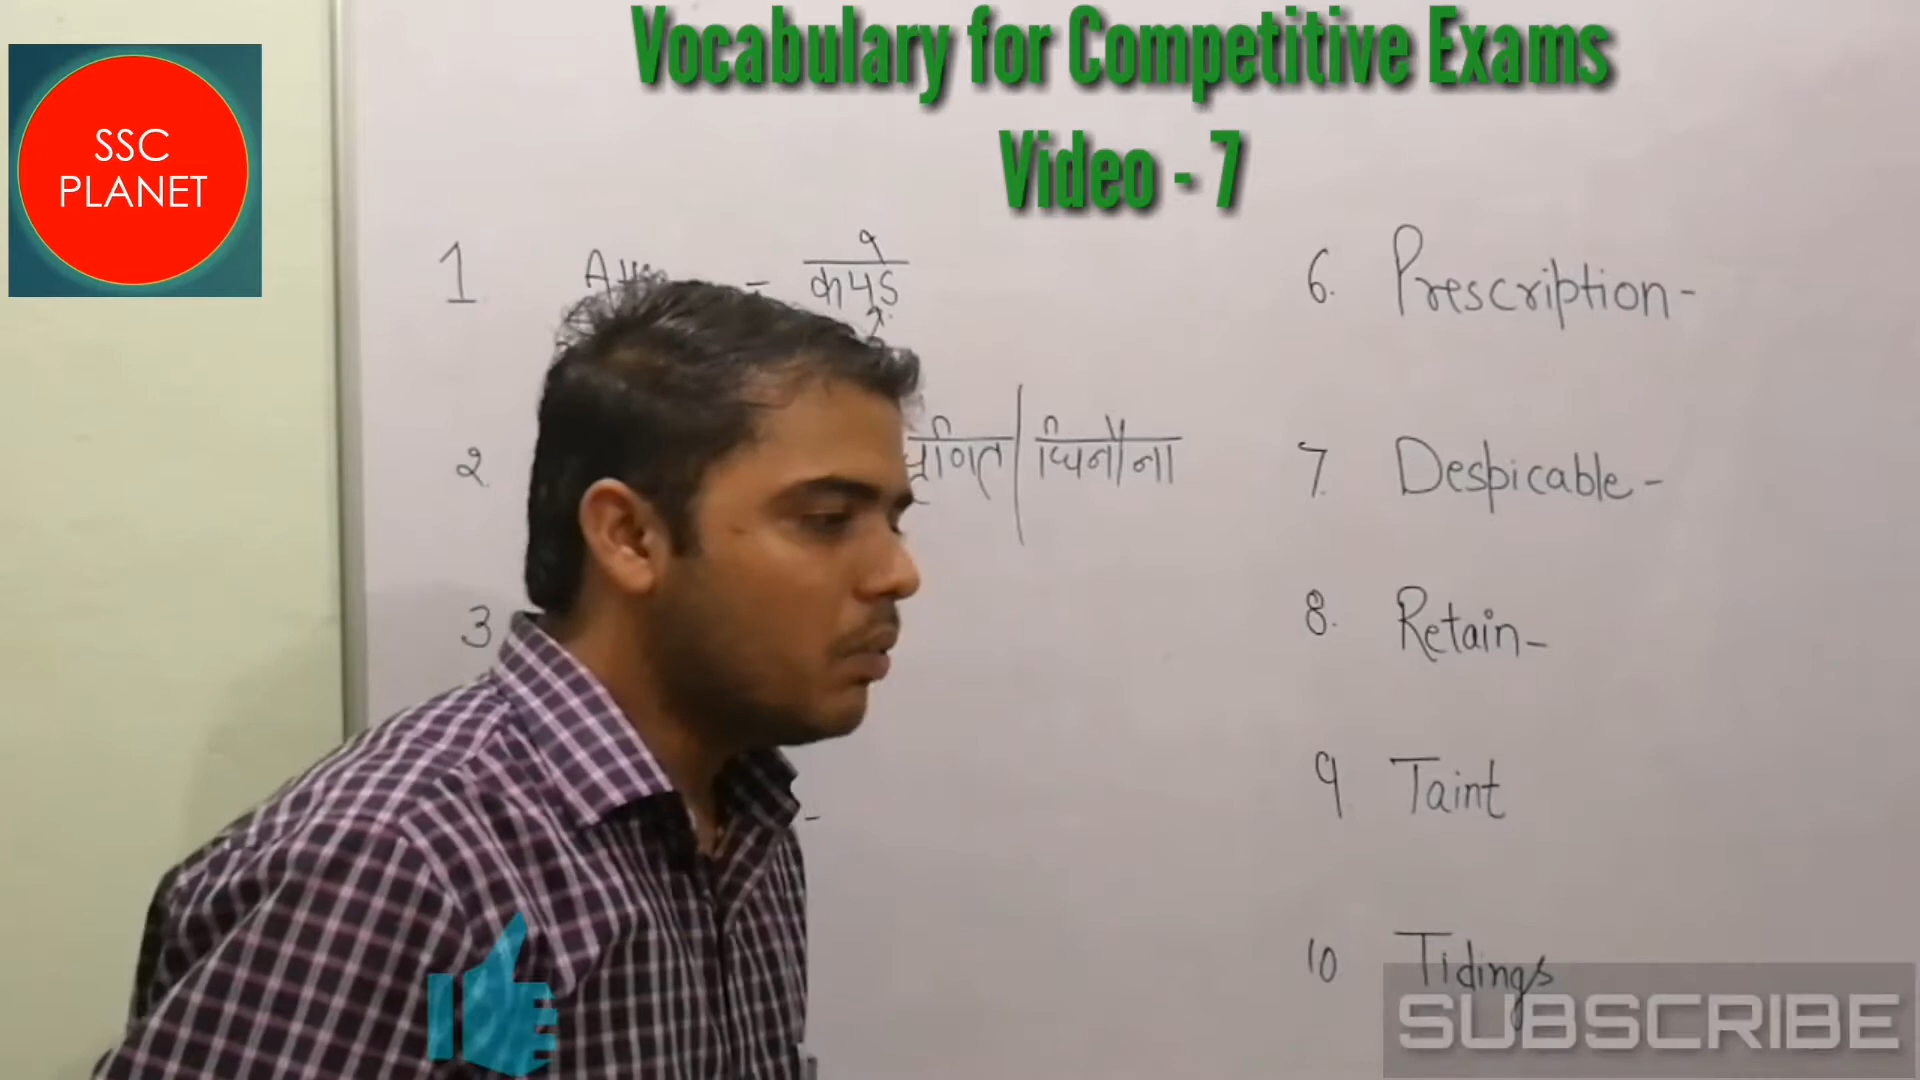 Vocabulary for Competitive Exams
Video - 7
SSC
PLANET
1 - कपड़े
2 घिनौना
3
-
6. Prescription-
7. Despicable-
8. Retain-
9 Taint
10 Tidings
SUBSCRIBE